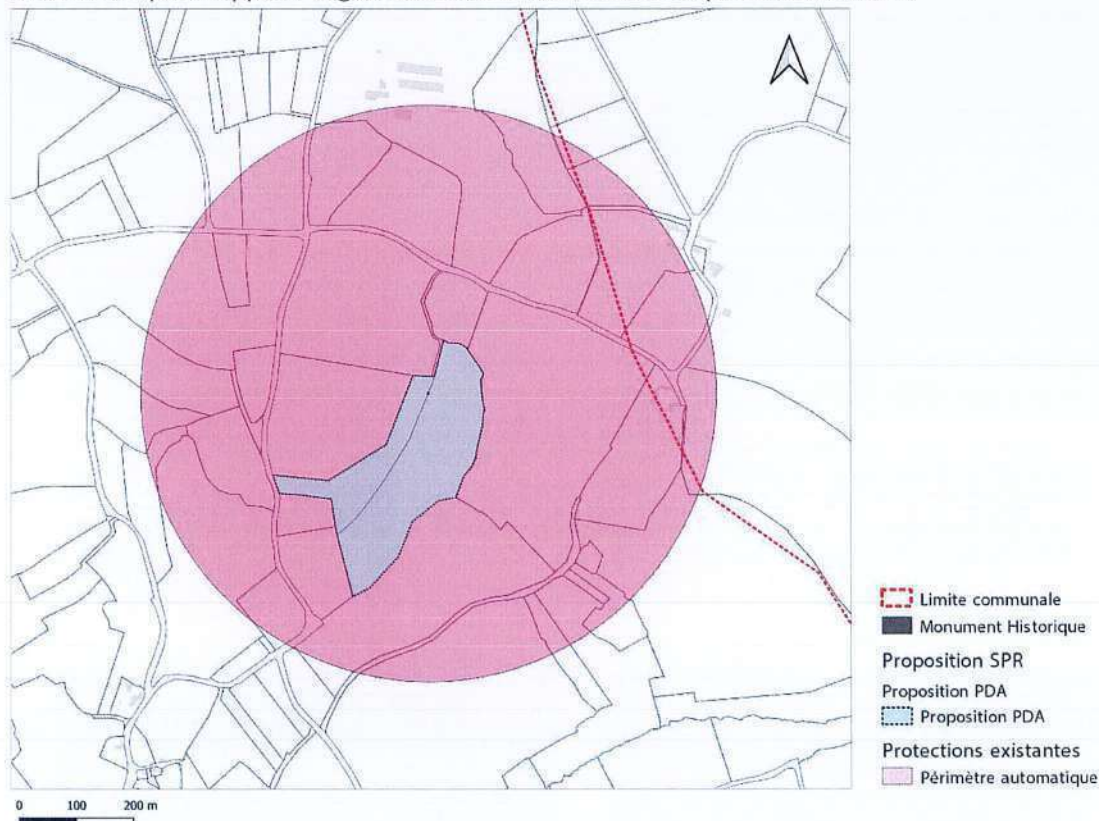 Limite communale
Monument Historique
Proposition SPR
Proposition PDA
Proposition PDA
Protections existantes
Périmètre automatique
0 100 200 m